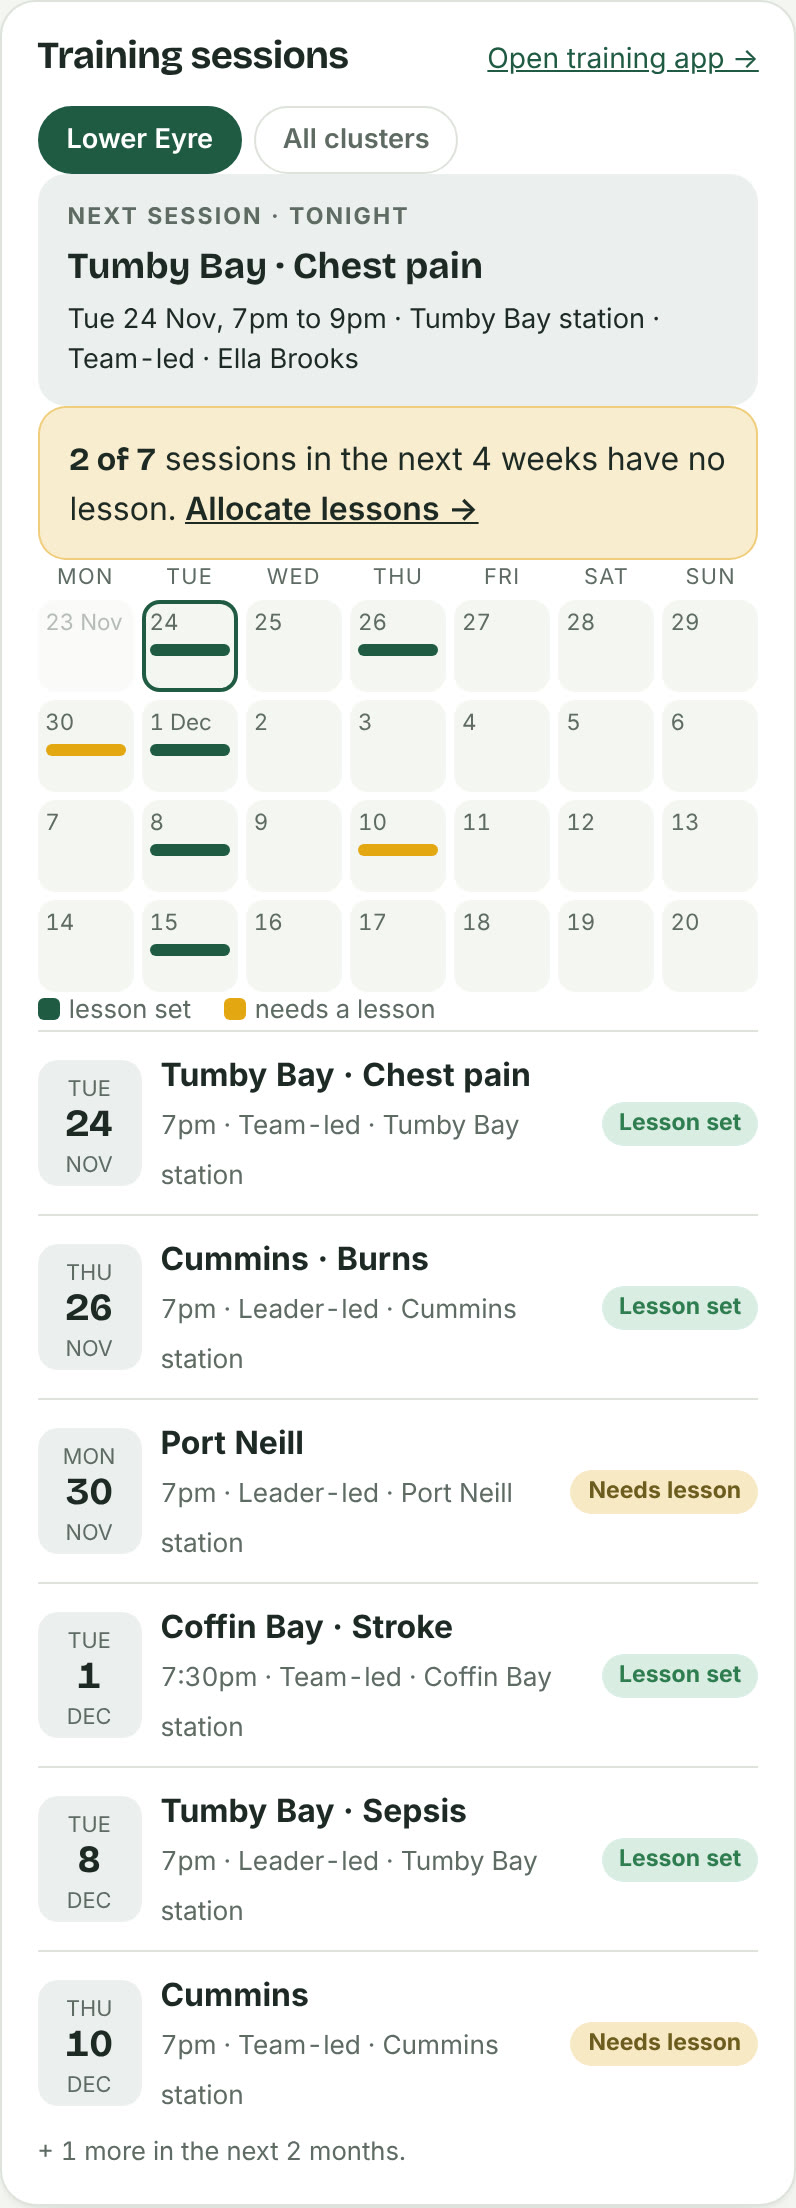 Training sessions
Open training app →
Lower Eyre
All clusters
NEXT SESSION · TONIGHT
Tumby Bay · Chest pain
Tue 24 Nov, 7pm to 9pm · Tumby Bay station ·
Team-led · Ella Brooks
2 of 7 sessions in the next 4 weeks have no
lesson. Allocate lessons →
MON TUE WED THU FRI SAT SUN
23 Nov 24 25 26 27 28 29
30 1 Dec 2 3 4 5 6
7 8 9 10 11 12 13
14 15 16 17 18 19 20
lesson set needs a lesson
TUE
24
NOV
Tumby Bay · Chest pain
7pm · Team-led · Tumby Bay
station
Lesson set
THU
26
NOV
Cummins · Burns
7pm · Leader-led · Cummins
station
Lesson set
MON
30
NOV
Port Neill
7pm · Leader-led · Port Neill
station
Needs lesson
TUE
1
DEC
Coffin Bay · Stroke
7:30pm · Team-led · Coffin Bay
station
Lesson set
TUE
8
DEC
Tumby Bay · Sepsis
7pm · Leader-led · Tumby Bay
station
Lesson set
THU
10
DEC
Cummins
7pm · Team-led · Cummins
station
Needs lesson
+ 1 more in the next 2 months.